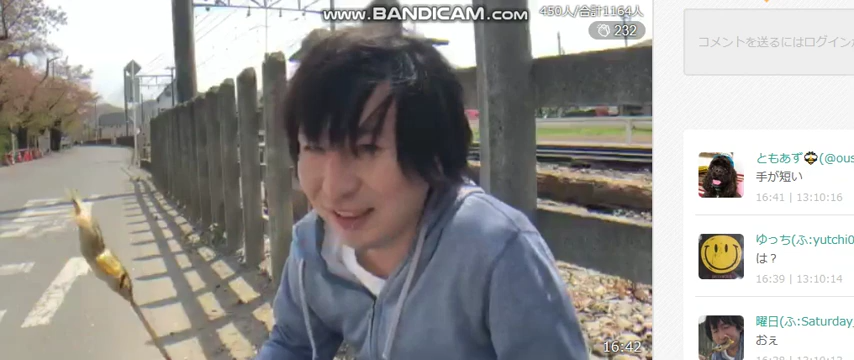 www.BANDICAM.com
450人/合計1164人
232
16:42
コメントを送るにはログイン
ともあず
(@ous
手が短い
16:41 | 13:10:16
ゆっち(ふ:yutchi0
は？
16:39 | 13:10:14
曜日(ふ:Saturday_
おぇ